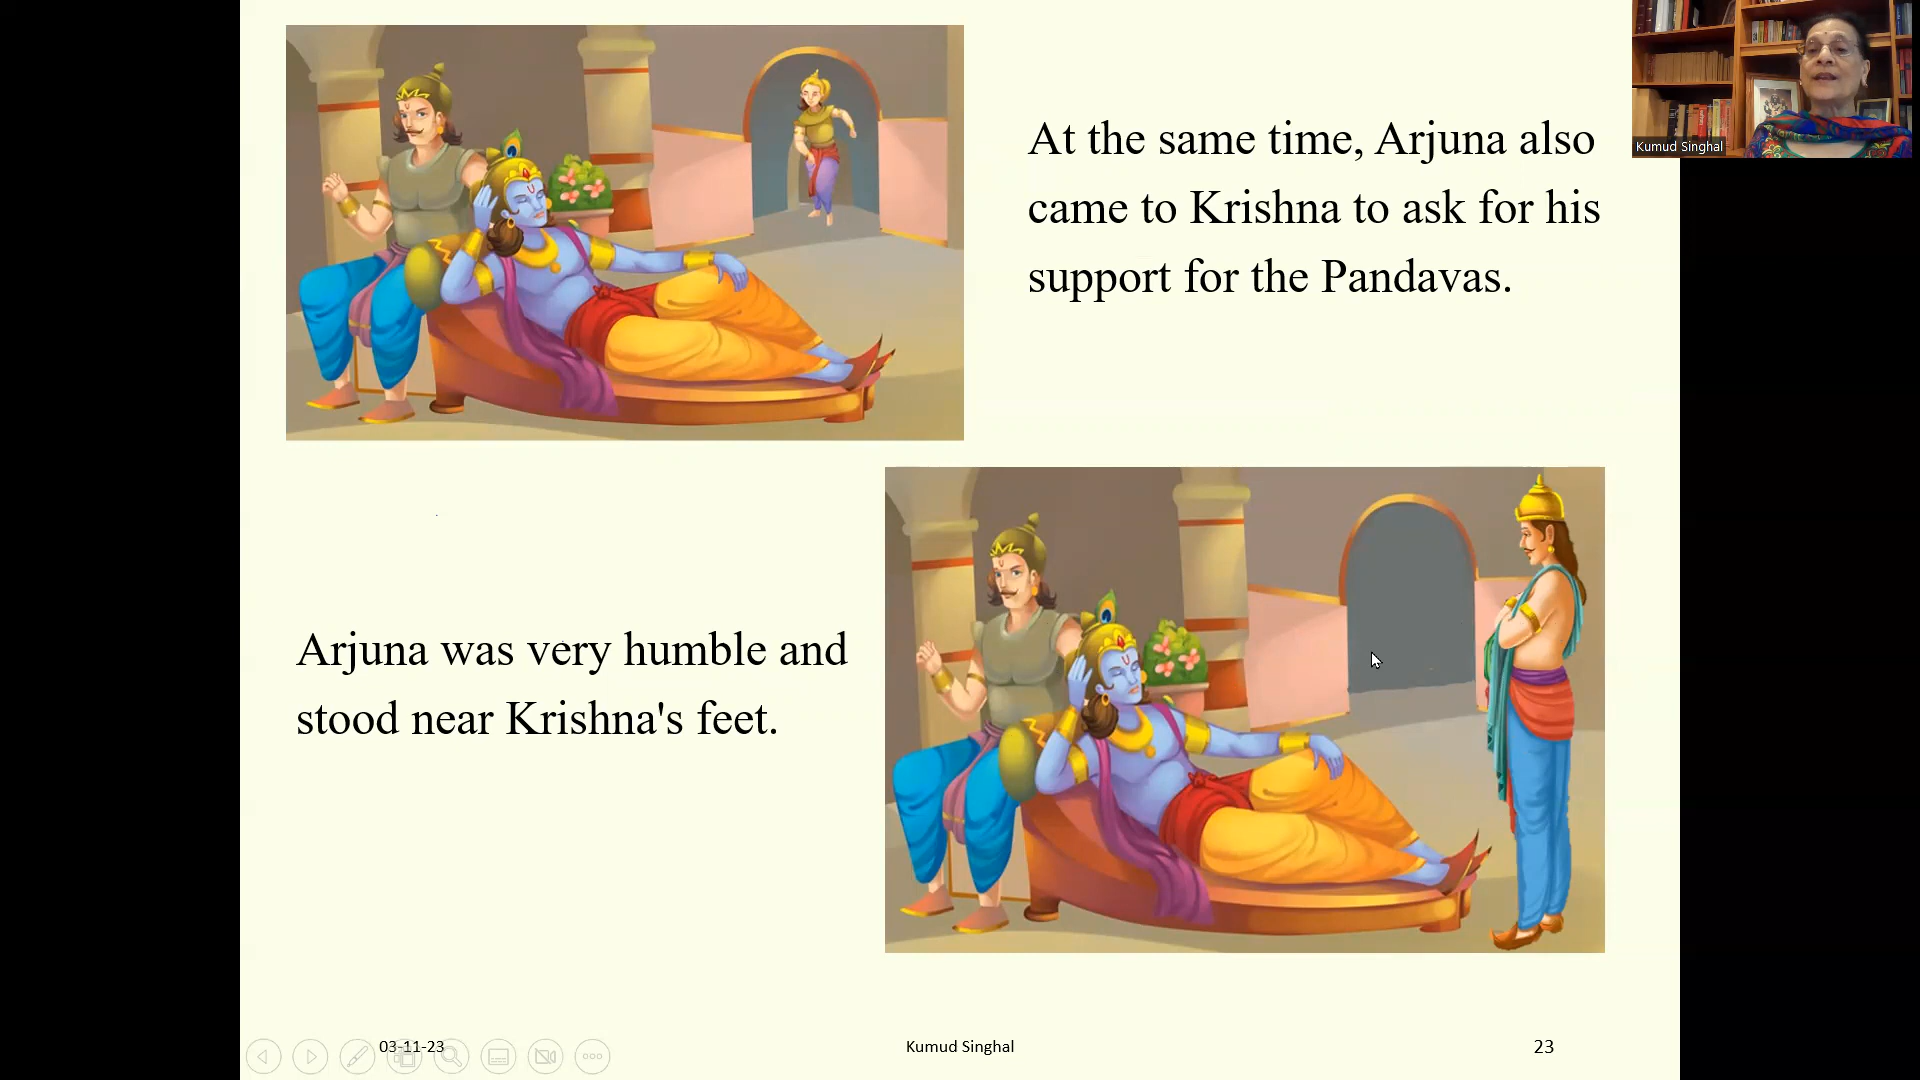 Kumud Singhal
At the same time, Arjuna also
came to Krishna to ask for his
support for the Pandavas.
Arjuna was very humble and
stood near Krishna's feet.
03-11-23
Kumud Singhal
23